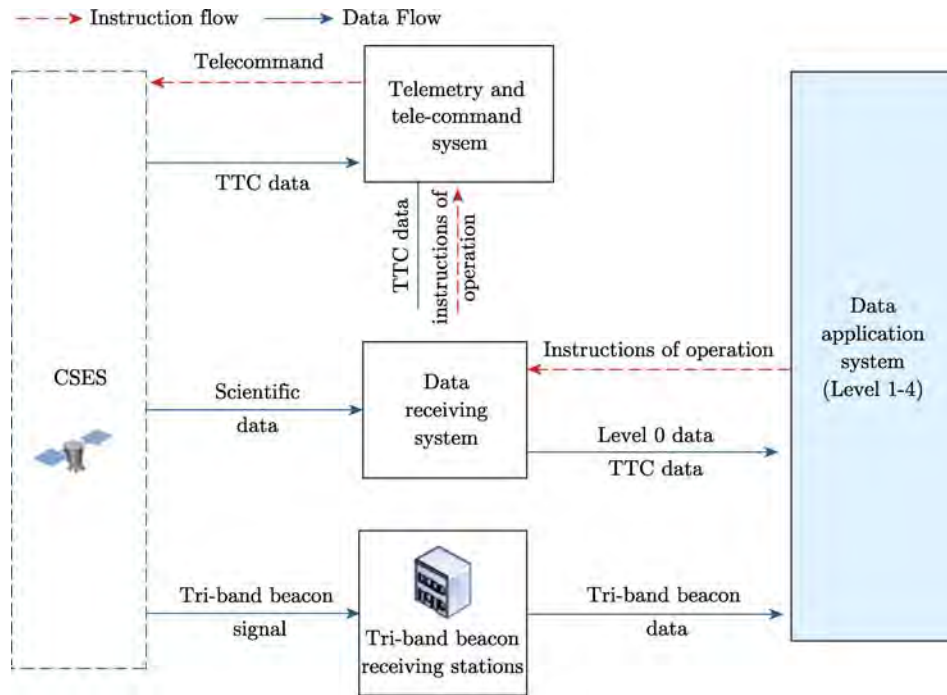 Instruction flow
Data Flow
Telecommand
Telemetry and
tele-command
sysem
TTC data
TTC data
instructions of
operation
Data
application
system
(Level 1-4)
Instructions of operation
CSES
Scientific
data
Data
receiving
system
Level 0 data
TTC data
Tri-band beacon
signal
Tri-band beacon
receiving stations
Tri-band beacon
data